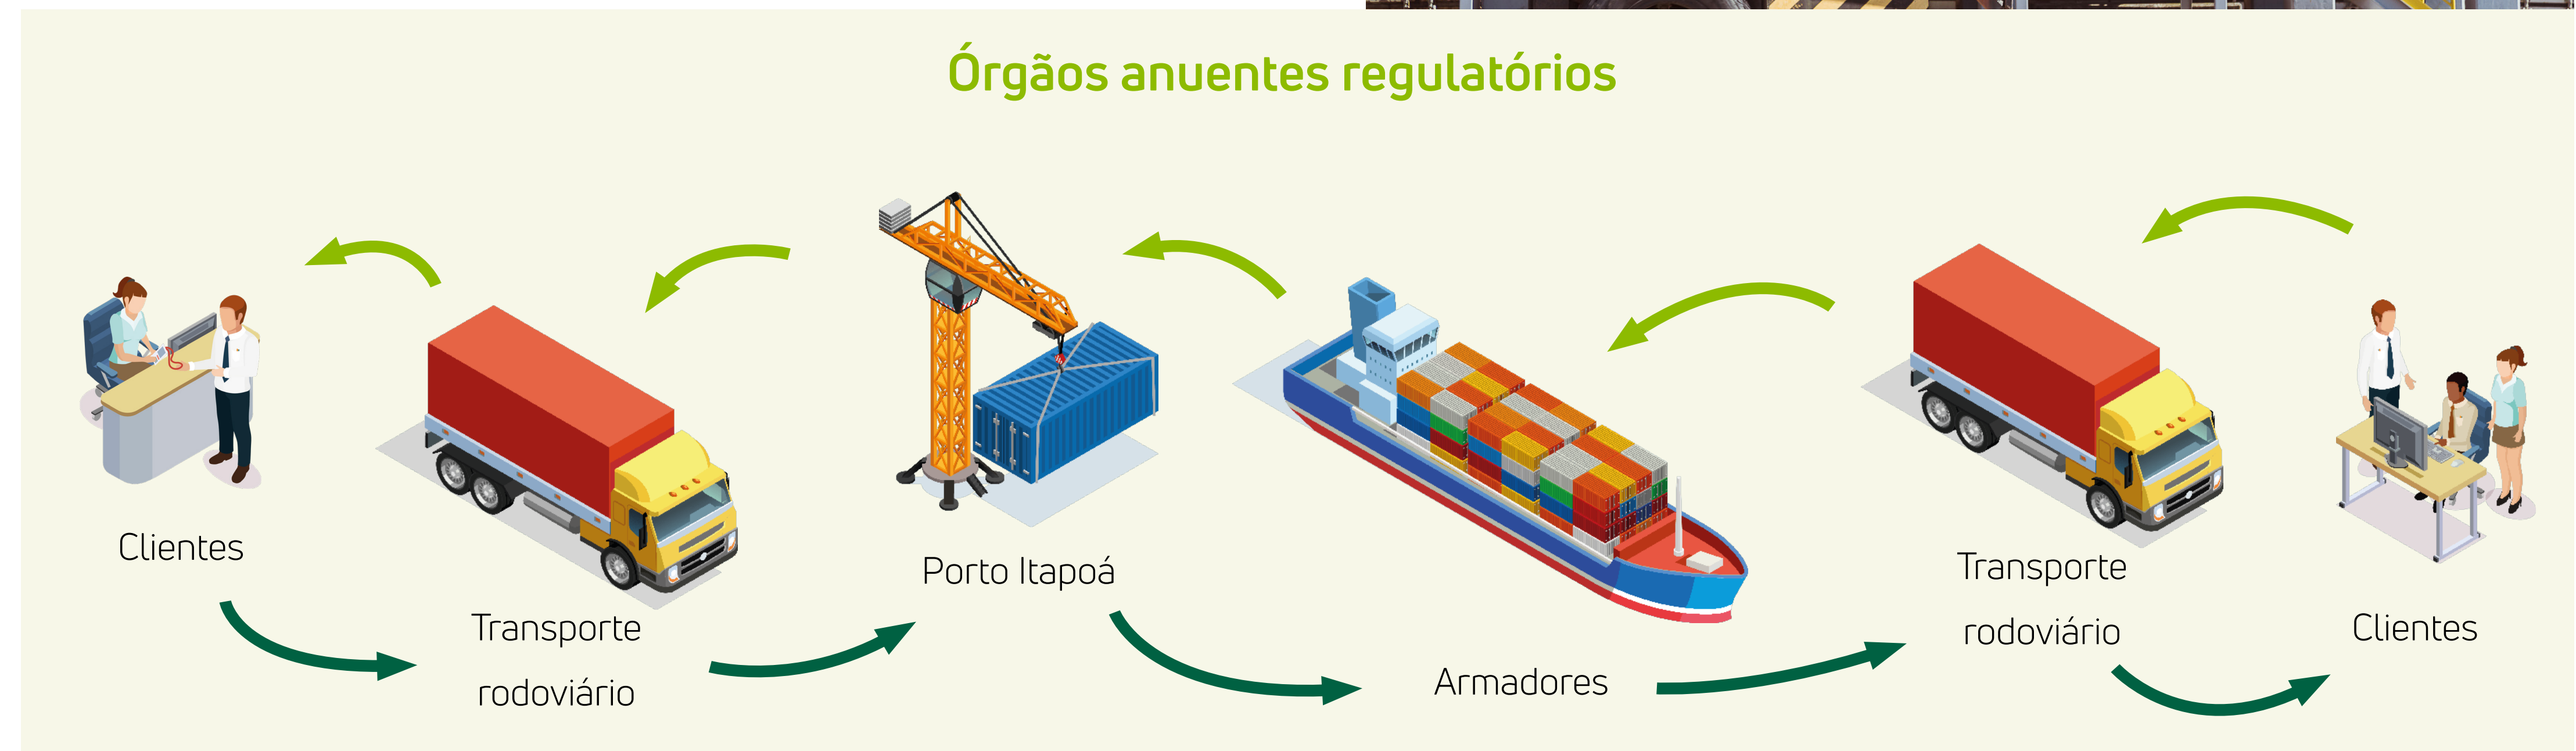 Órgãos anuentes regulatórios
Clientes
Transporte
rodoviário
Porto Itapoá
Armadores
Transporte
rodoviário
Clientes